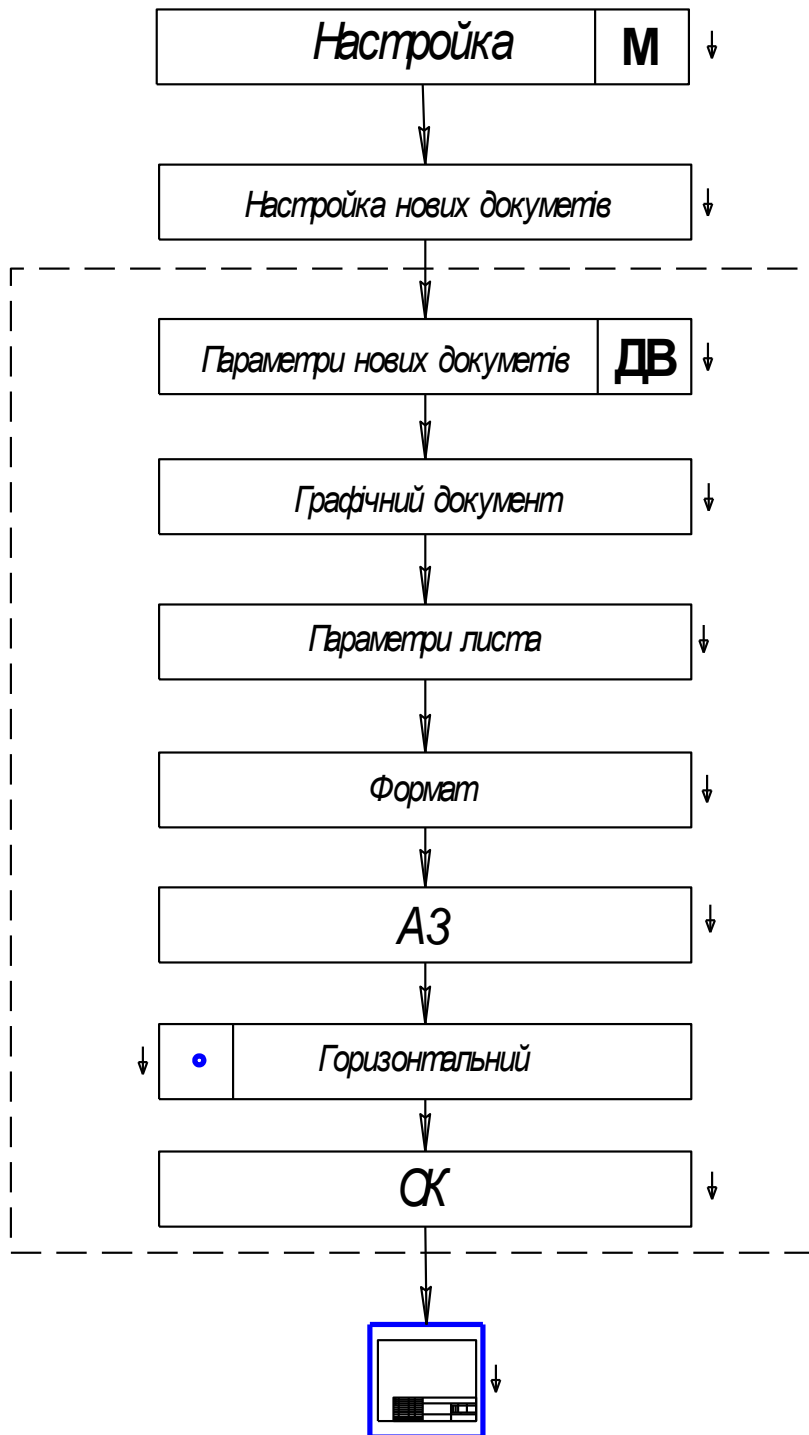 Настройка М
Настройка нових докуметів
Параметри нових докуметів ДВ
Графічний документ
Параметри листа
Формат
А3
Горизонтальний
ОК